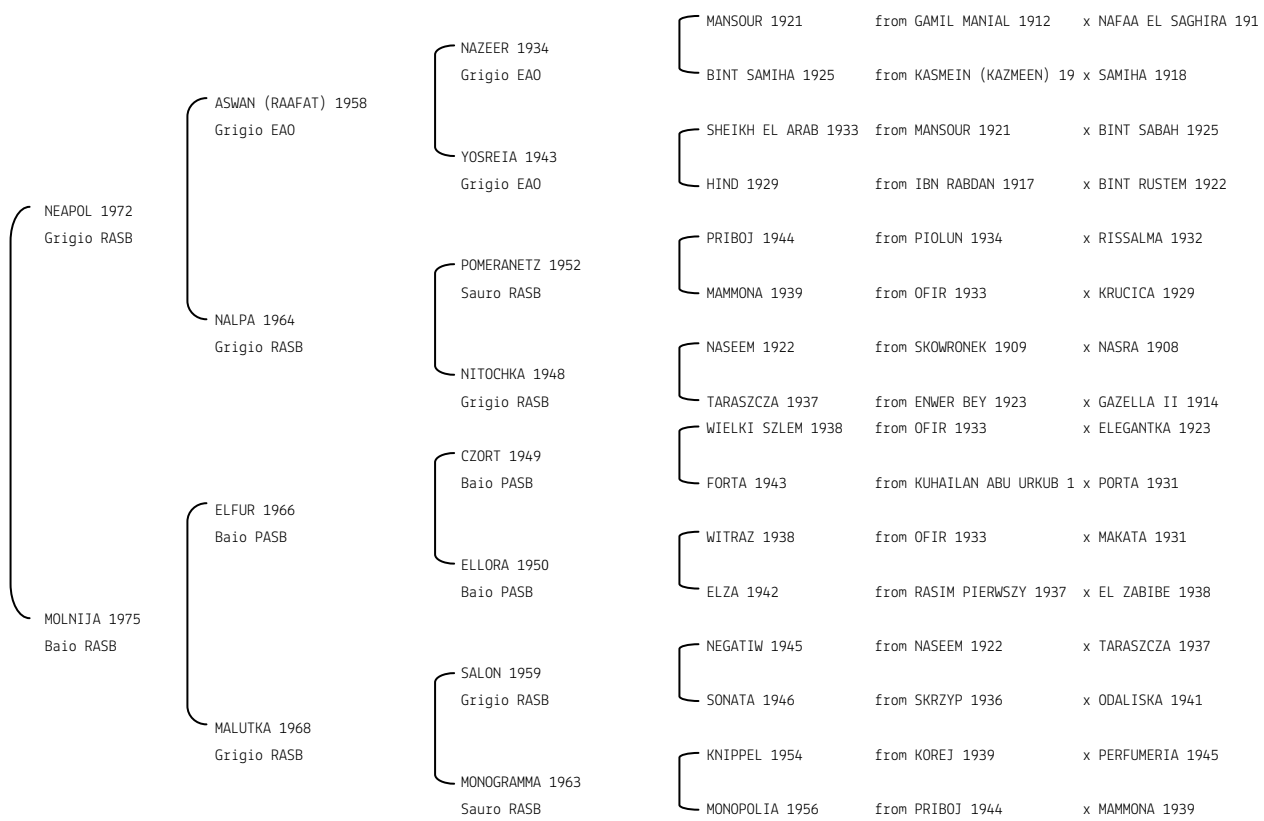 MANSOUR 1921 from GAMIL MANIAL 1912 x NAFAA EL SAGHIRA 191
NAZEER 1934
Grigio EAO BINT SAMIHA 1925 from KASMEIN (KAZMEEN) 19 x SAMIHA 1918
ASWAN (RAAFAT) 1958
Grigio EAO SHEIKH EL ARAB 1933 from MANSOUR 1921 x BINT SABAH 1925
YOSREIA 1943
Grigio EAO HIND 1929 from IBN RABDAN 1917 x BINT RUSTEM 1922
NEAPOL 1972
Grigio RASB PRIBOJ 1944 from PIOLUN 1934 x RISSALMA 1932
POMERANETZ 1952
Sauro RASB MAMMONA 1939 from OFIR 1933 x KRUCICA 1929
NALPA 1964
Grigio RASB NASEEM 1922 from SKOWRONEK 1909 x NASRA 1908
NITOCHKA 1948
Grigio RASB TARASZCZA 1937 from ENWER BEY 1923 x GAZELLA II 1914
WIELKI SZLEM 1938 from OFIR 1933 x ELEGANTKA 1923
CZORT 1949
Baio PASB FORTA 1943 from KUHAILAN ABU URKUB 1 x PORTA 1931
ELFUR 1966
Baio PASB WITRAZ 1938 from OFIR 1933 x MAKATA 1931
ELLORA 1950
Baio PASB ELZA 1942 from RASIM PIERWSZY 1937 x EL ZABIBE 1938
MOLNIJA 1975
Baio RASB NEGATIW 1945 from NASEEM 1922 x TARASZCZA 1937
SALON 1959
Grigio RASB SONATA 1946 from SKRZYP 1936 x ODALISKA 1941
MALUTKA 1968
Grigio RASB KNIPPEL 1954 from KOREJ 1939 x PERFUMERIA 1945
MONOGRAMMA 1963
Sauro RASB MONOPOLIA 1956 from PRIBOJ 1944 x MAMMONA 1939